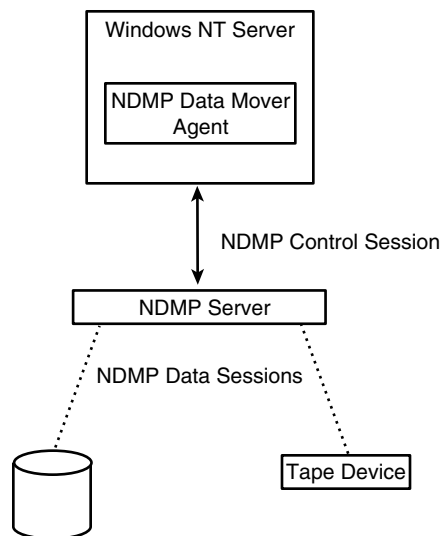 Windows NT Server
NDMP Data Mover
Agent
NDMP Control Session
NDMP Server
NDMP Data Sessions
Tape Device